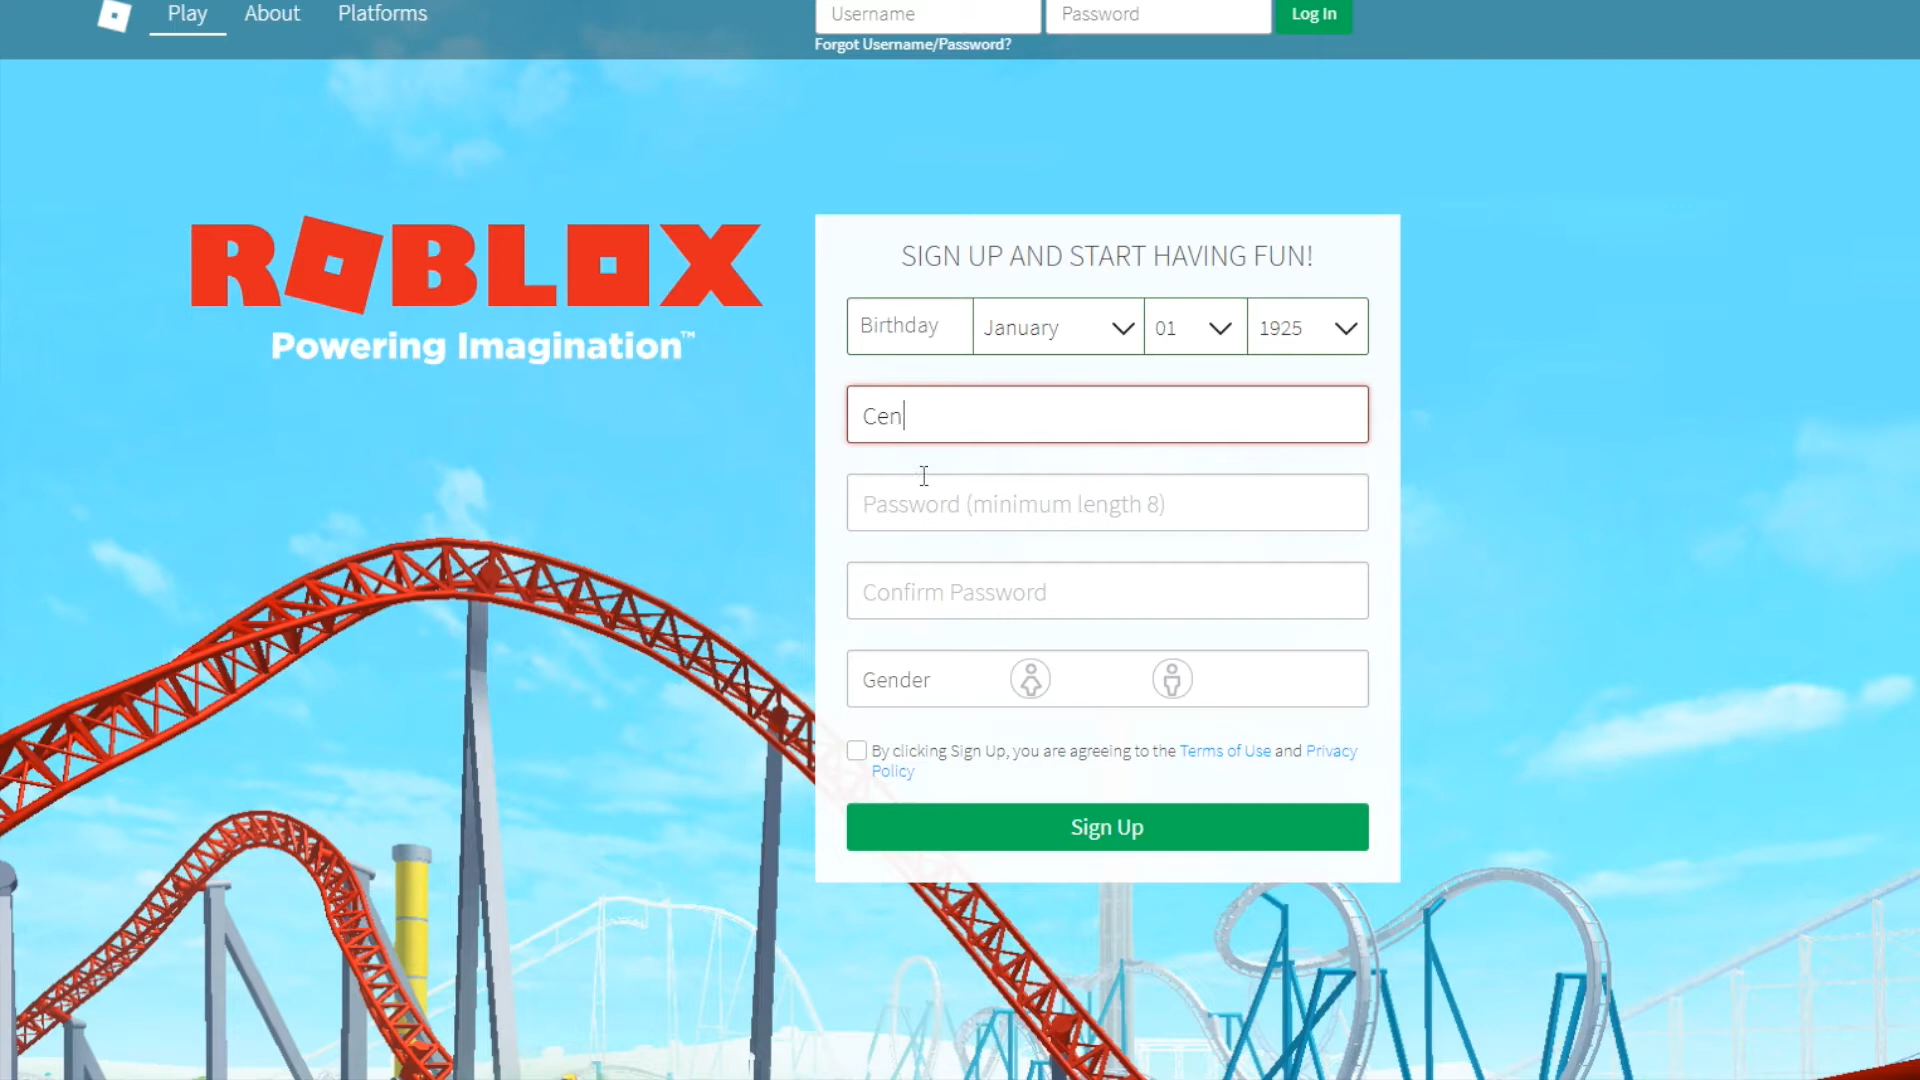 Play About Platforms
Username Password Log In
Forgot Username/Password?
ROBLOX
Powering Imagination™
SIGN UP AND START HAVING FUN!
Birthday January 01 1925
Cen
Password (minimum length 8)
Confirm Password
Gender
By clicking Sign Up, you are agreeing to the Terms of Use and Privacy
Policy
Sign Up